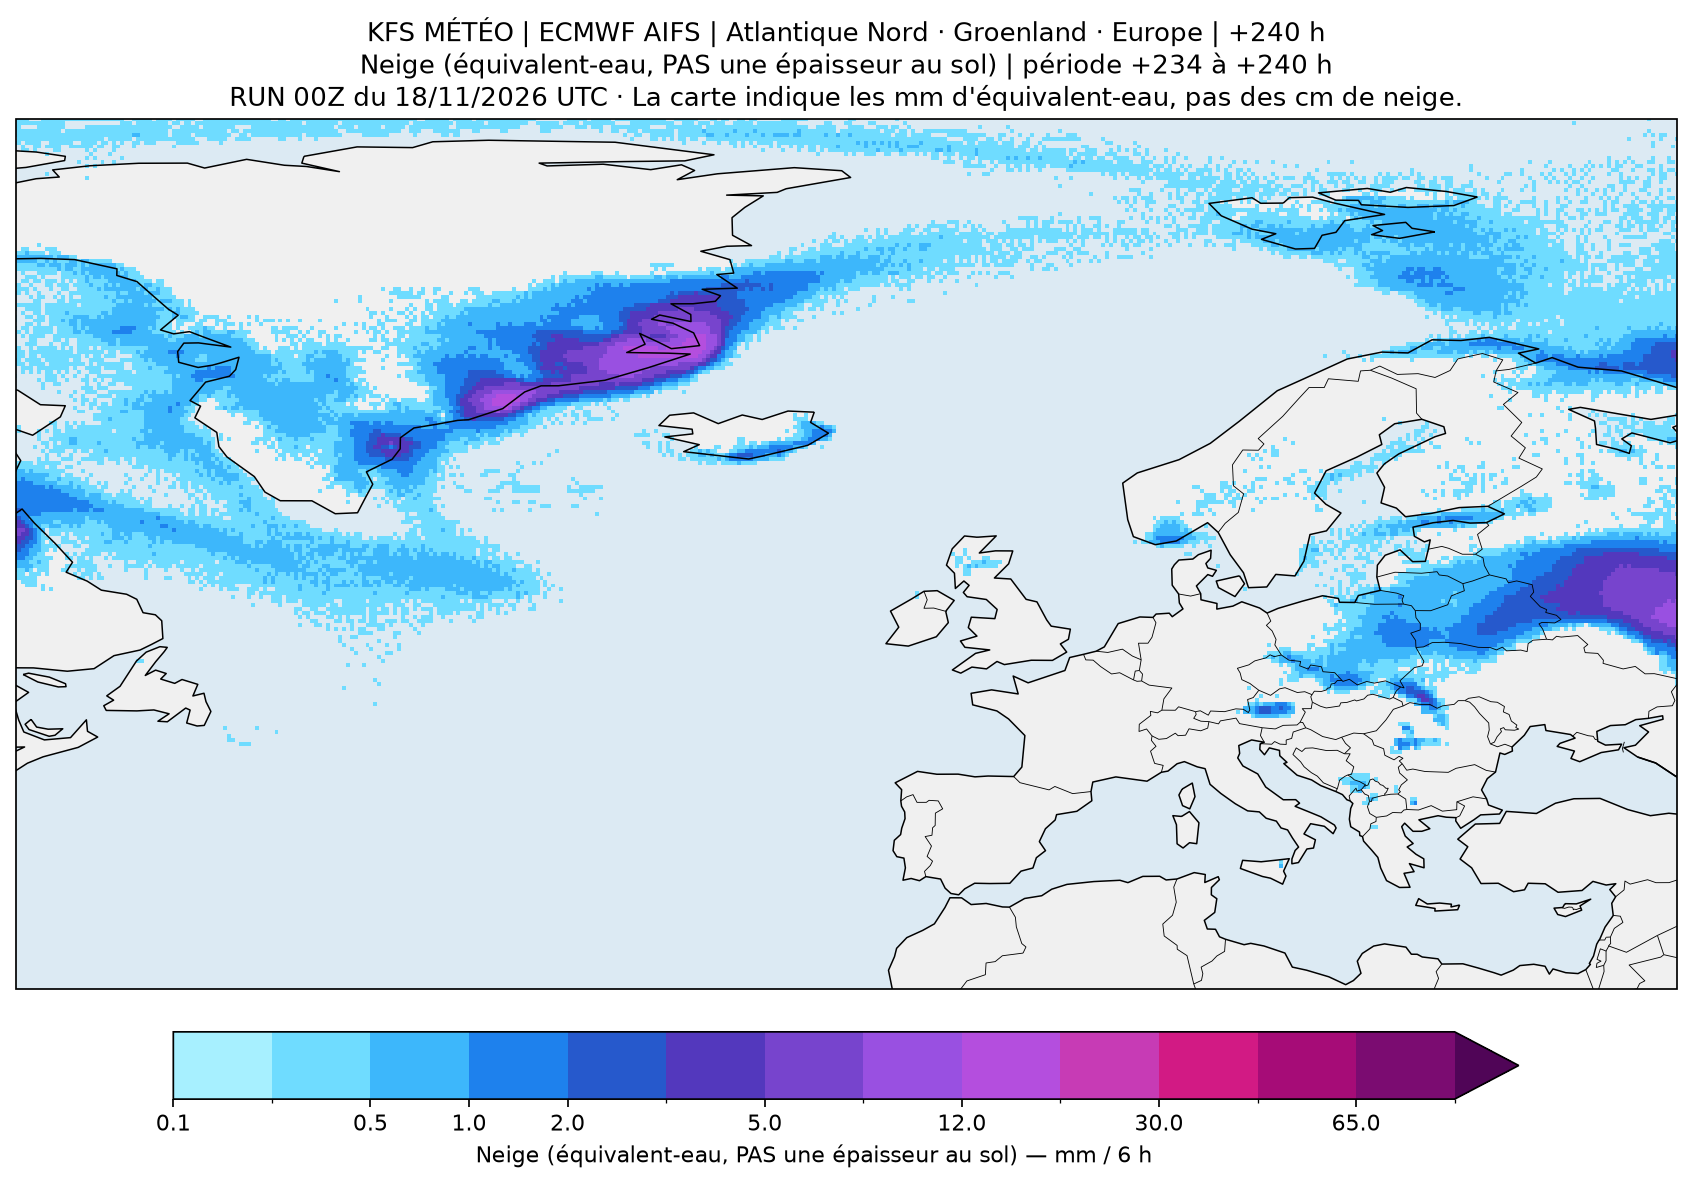 KFS MÉTÉO | ECMWF AIFS | Atlantique Nord · Groenland · Europe | +240 h
Neige (équivalent-eau, PAS une épaisseur au sol) | période +234 à +240 h
RUN 00Z du 18/11/2026 UTC · La carte indique les mm d'équivalent-eau, pas des cm de neige.
0.1 0.5 1.0 2.0 5.0 12.0 30.0 65.0
Neige (équivalent-eau, PAS une épaisseur au sol) — mm / 6 h